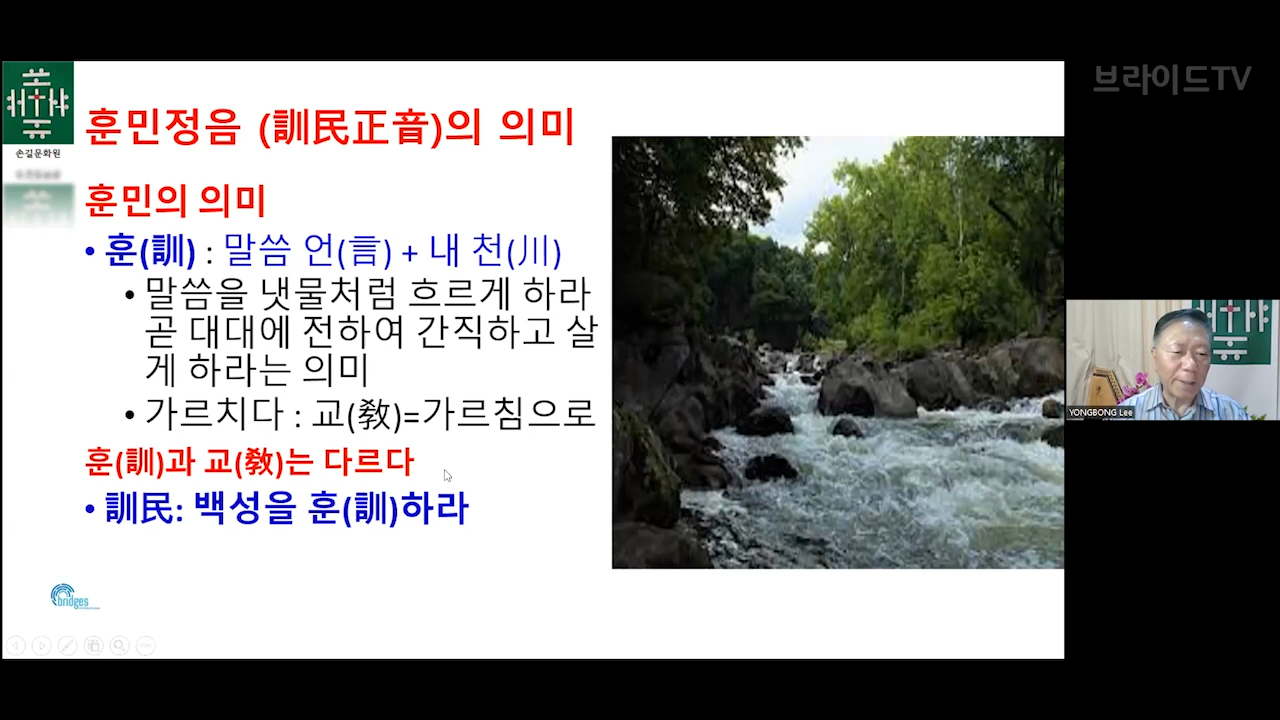 브라이드TV
손길문화원
훈민정음 (訓民正音)의 의미
훈민의 의미
• 훈(訓) : 말씀 언(言) + 내 천(川)
• 말씀을 냇물처럼 흐르게 하라
곧 대대에 전하여 간직하고 살
게 하라는 의미
• 가르치다 : 교(敎)=가르침으로
훈(訓)과 교(敎)는 다르다
• 訓民: 백성을 훈(訓)하라
bridges
YONGBONG Lee